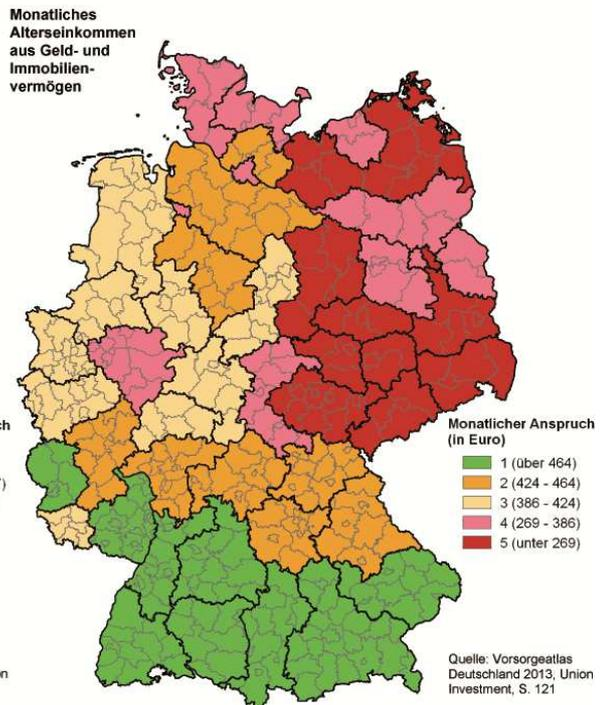 Monatliches
Alterseinkommen
aus Geld- und
Immobilien-
vermögen
Monatlicher Anspruch
(in Euro)
1 (über 464)
2 (424 - 464)
3 (386 - 424)
4 (269 - 386)
5 (unter 269)
Quelle: Vorsorgeatlas
Deutschland 2013, Union
Investment, S. 121